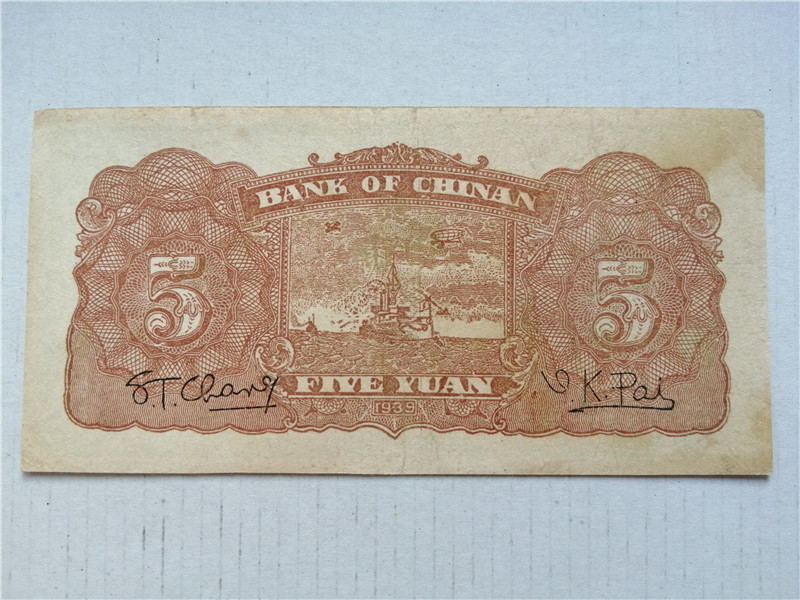 BANK OF CHINAN
5 5
S.T. Chang V. K. Pai
FIVE YUAN
1939